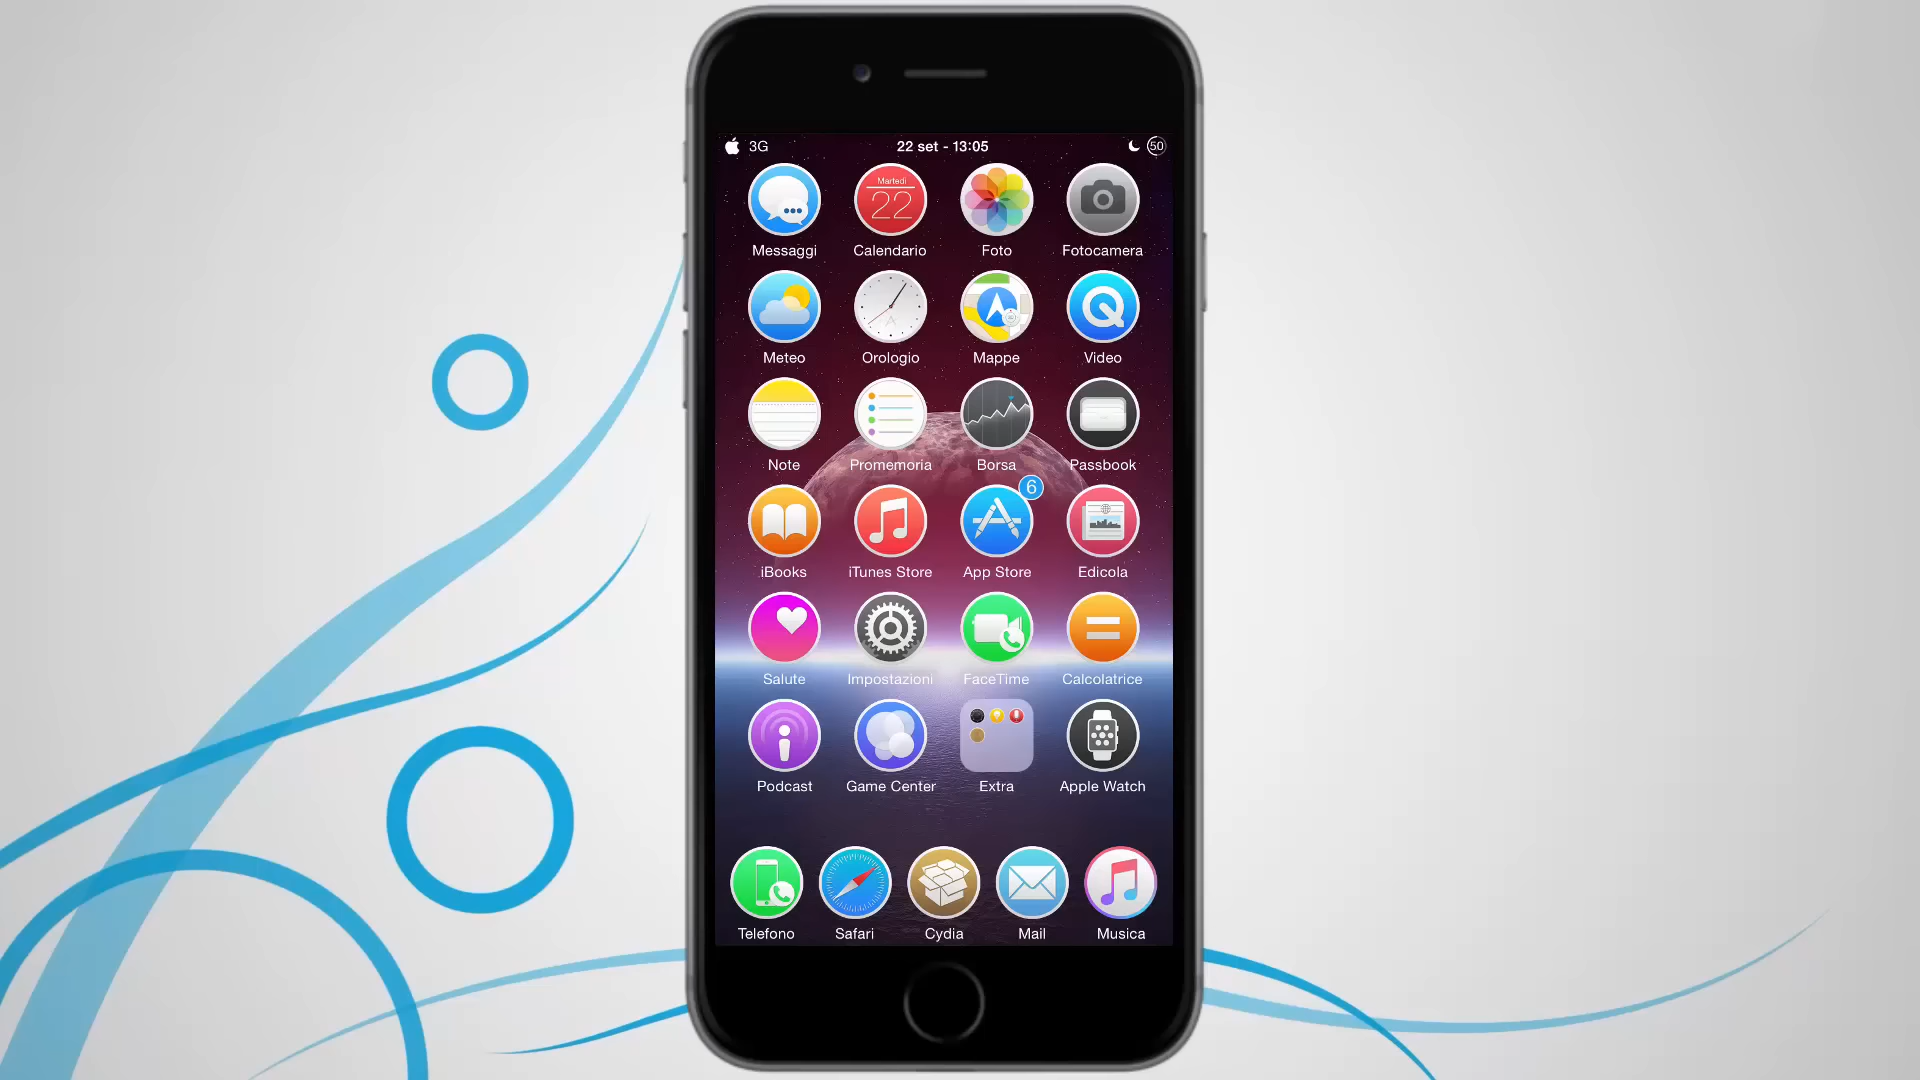 3G 22 set - 13:05 50
Martedì
22
Messaggi Calendario Foto Fotocamera
Meteo Orologio Mappe Video
Note Promemoria Borsa Passbook
6
iBooks iTunes Store App Store Edicola
Salute Impostazioni FaceTime Calcolatrice
Podcast Game Center Extra Apple Watch
Telefono Safari Cydia Mail Musica